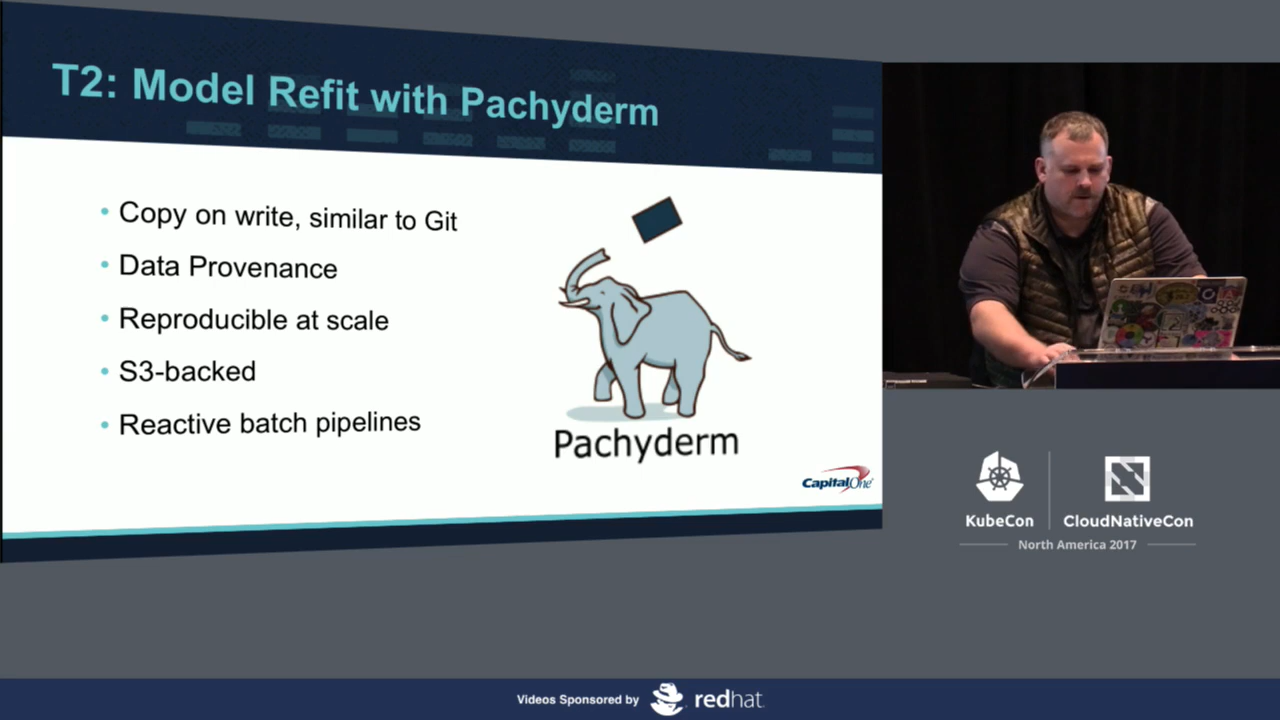 T2: Model Refit with Pachyderm
• Copy on write, similar to Git
• Data Provenance
• Reproducible at scale
• S3-backed
• Reactive batch pipelines
Pachyderm
CapitalOne
KubeCon
CloudNativeCon
North America 2017
Videos Sponsored by
redhat